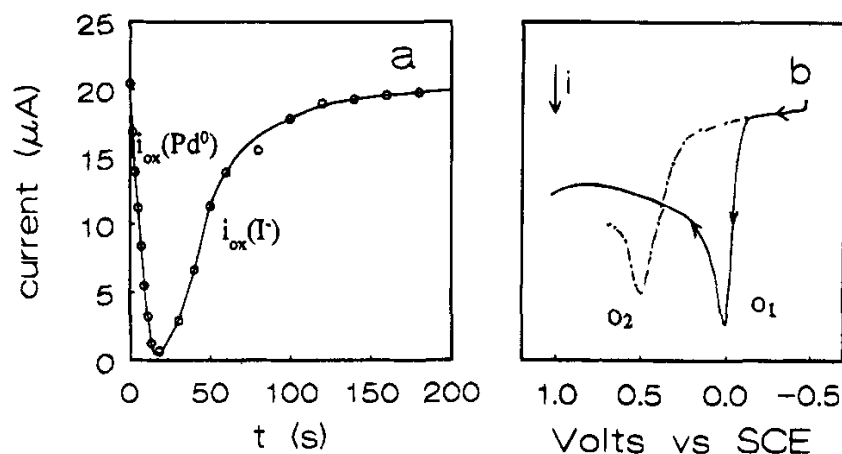 a
current (μA)
25
20
15
10
5
0
i_ox(Pd⁰)
i_ox(I⁻)
0 50 100 150 200
t (s)
b
i
o₂
o₁
1.0 0.5 0.0 -0.5
Volts vs SCE